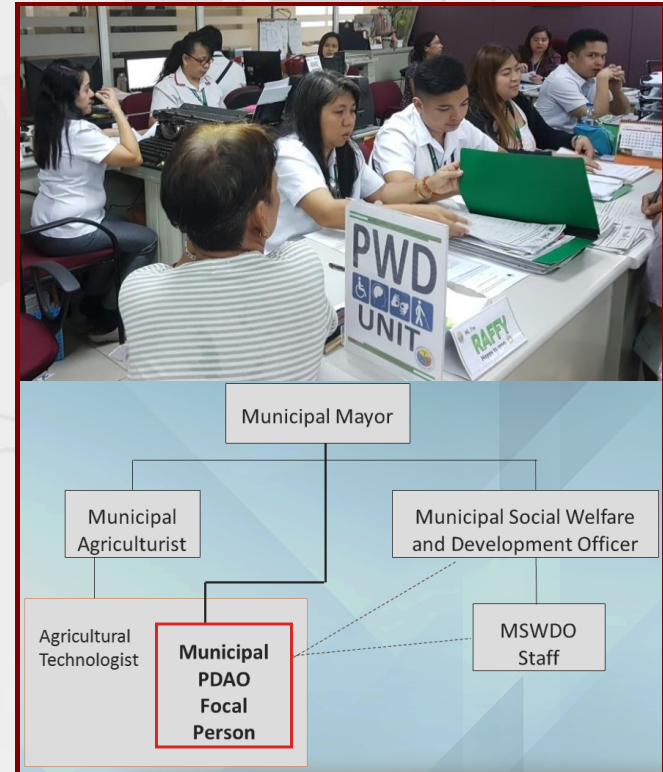 PWD
UNIT
RAFFY
Municipal Mayor
Municipal
Agriculturist
Municipal Social Welfare
and Development Officer
Agricultural
Technologist
Municipal
PDAO
Focal
Person
MSWDO
Staff